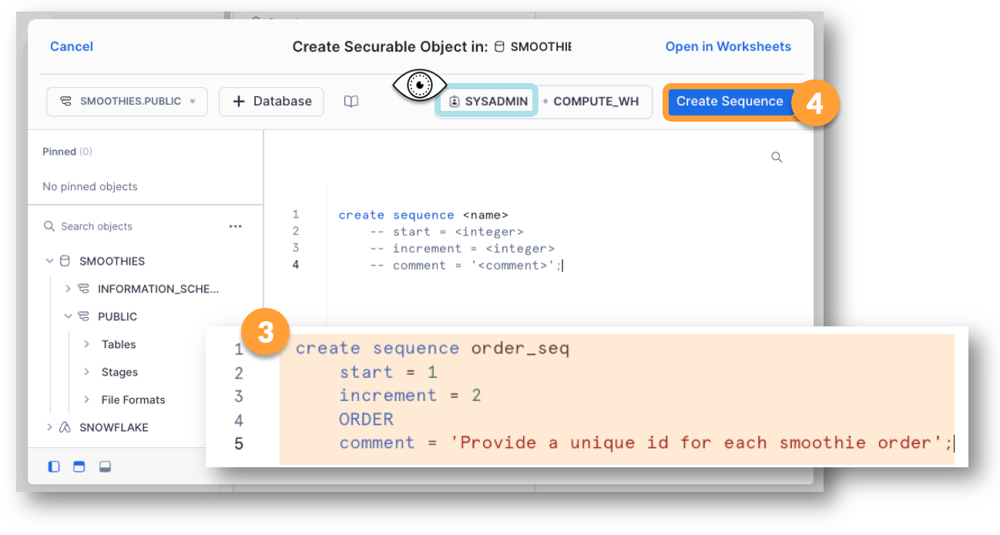 Cancel
Create Securable Object in: SMOOTHIE
Open in Worksheets
SMOOTHIES.PUBLIC
+ Database
SYSADMIN
COMPUTE_WH
Create Sequence
4
Pinned (0)
No pinned objects
Search objects
SMOOTHIES
INFORMATION_SCHE...
PUBLIC
Tables
Stages
File Formats
SNOWFLAKE
1 create sequence <name>
2 -- start = <integer>
3 -- increment = <integer>
4 -- comment = '<comment>';
3
1 create sequence order_seq
2 start = 1
3 increment = 2
4 ORDER
5 comment = 'Provide a unique id for each smoothie order';